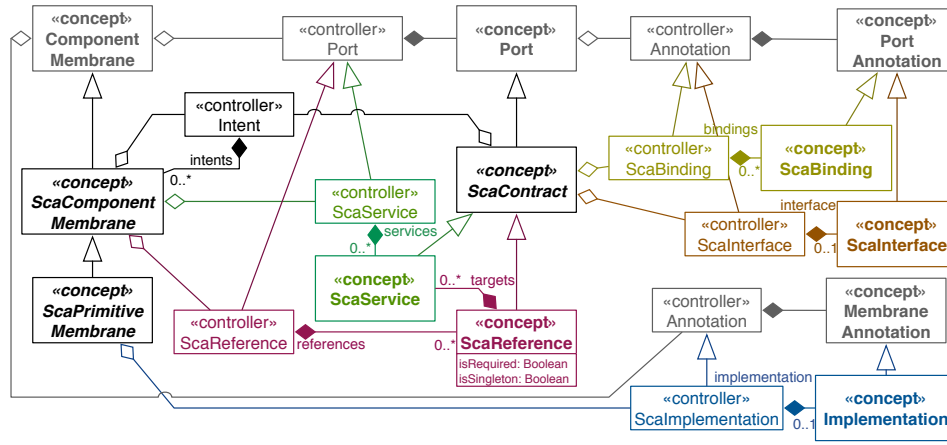 «concept»
Component
Membrane
«controller»
Port
«concept»
Port
«controller»
Annotation
«concept»
Port
Annotation
«controller»
Intent
intents
0..*
«concept»
ScaComponent
Membrane
«concept»
ScaContract
«controller»
ScaBinding
bindings
0..*
«concept»
ScaBinding
«controller»
ScaService
services
0..*
«controller»
ScaInterface
interface
0..1
«concept»
ScaInterface
«concept»
ScaPrimitive
Membrane
«concept»
ScaService
0..* targets
«controller»
ScaReference
references
0..*
«concept»
ScaReference
isRequired: Boolean
isSingleton: Boolean
«controller»
Annotation
«concept»
Membrane
Annotation
implementation
«controller»
ScaImplementation
0..1
«concept»
Implementation